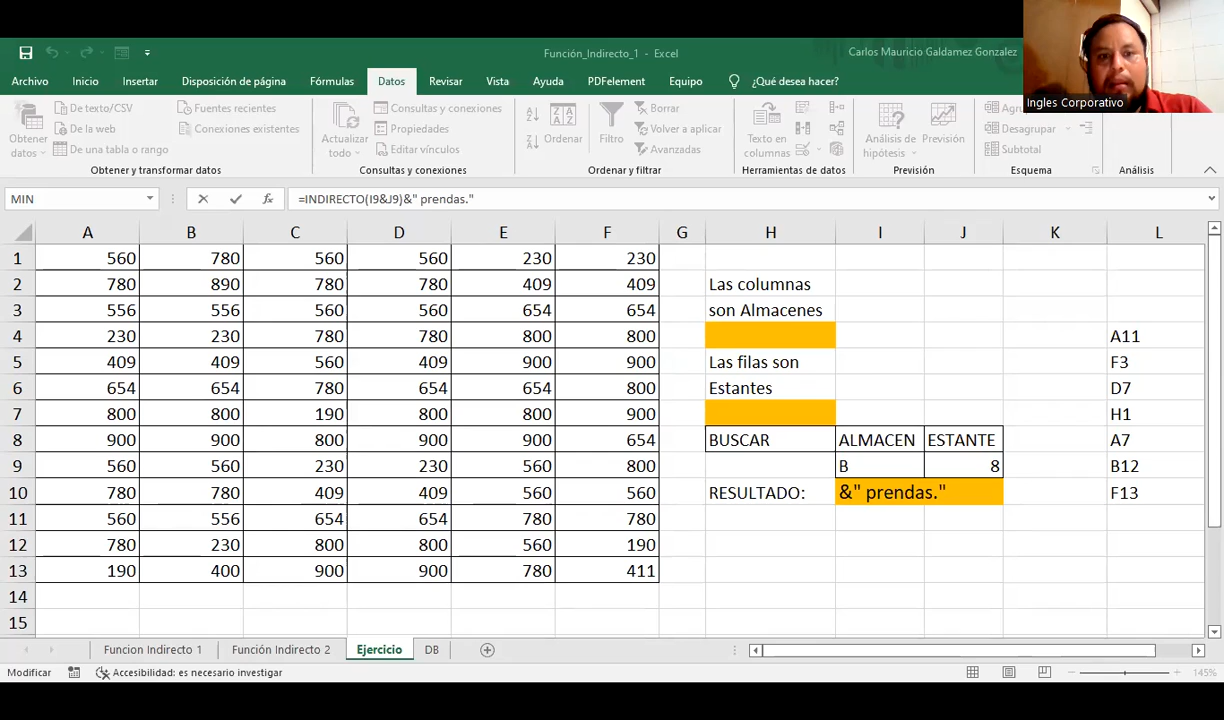 Función_Indirecto_1 - Excel
Carlos Mauricio Galdamez Gonzalez
Ingles Corporativo
Archivo Inicio Insertar Disposición de página Fórmulas Datos Revisar Vista Ayuda PDFelement Equipo ¿Qué desea hacer?
Obtener datos
De texto/CSV
De la web
De una tabla o rango
Fuentes recientes
Conexiones existentes
Obtener y transformar datos
Actualizar todo
Consultas y conexiones
Propiedades
Editar vínculos
Consultas y conexiones
Ordenar
Filtro
Borrar
Volver a aplicar
Avanzadas
Ordenar y filtrar
Texto en columnas
Herramientas de datos
Análisis de hipótesis
Previsión
Previsión
Desagrupar
Subtotal
Esquema
Análisis
MIN
fx
=INDIRECTO(I9&J9)&" prendas."
A B C D E F G H I J K L
1 560 780 560 560 230 230
2 780 890 780 780 409 409 Las columnas
3 556 556 560 560 654 654 son Almacenes
4 230 230 780 780 800 800 A11
5 409 409 560 409 900 900 Las filas son F3
6 654 654 780 654 654 800 Estantes D7
7 800 800 190 800 800 900 H1
8 900 900 800 900 900 654 BUSCAR ALMACEN ESTANTE A7
9 560 560 230 230 560 800 B 8 B12
10 780 780 409 409 560 560 RESULTADO: &" prendas." F13
11 560 556 654 654 780 780
12 780 230 800 800 560 190
13 190 400 900 900 780 411
14
15
Funcion Indirecto 1 Función Indirecto 2 Ejercicio DB
Modificar Accesibilidad: es necesario investigar 145%